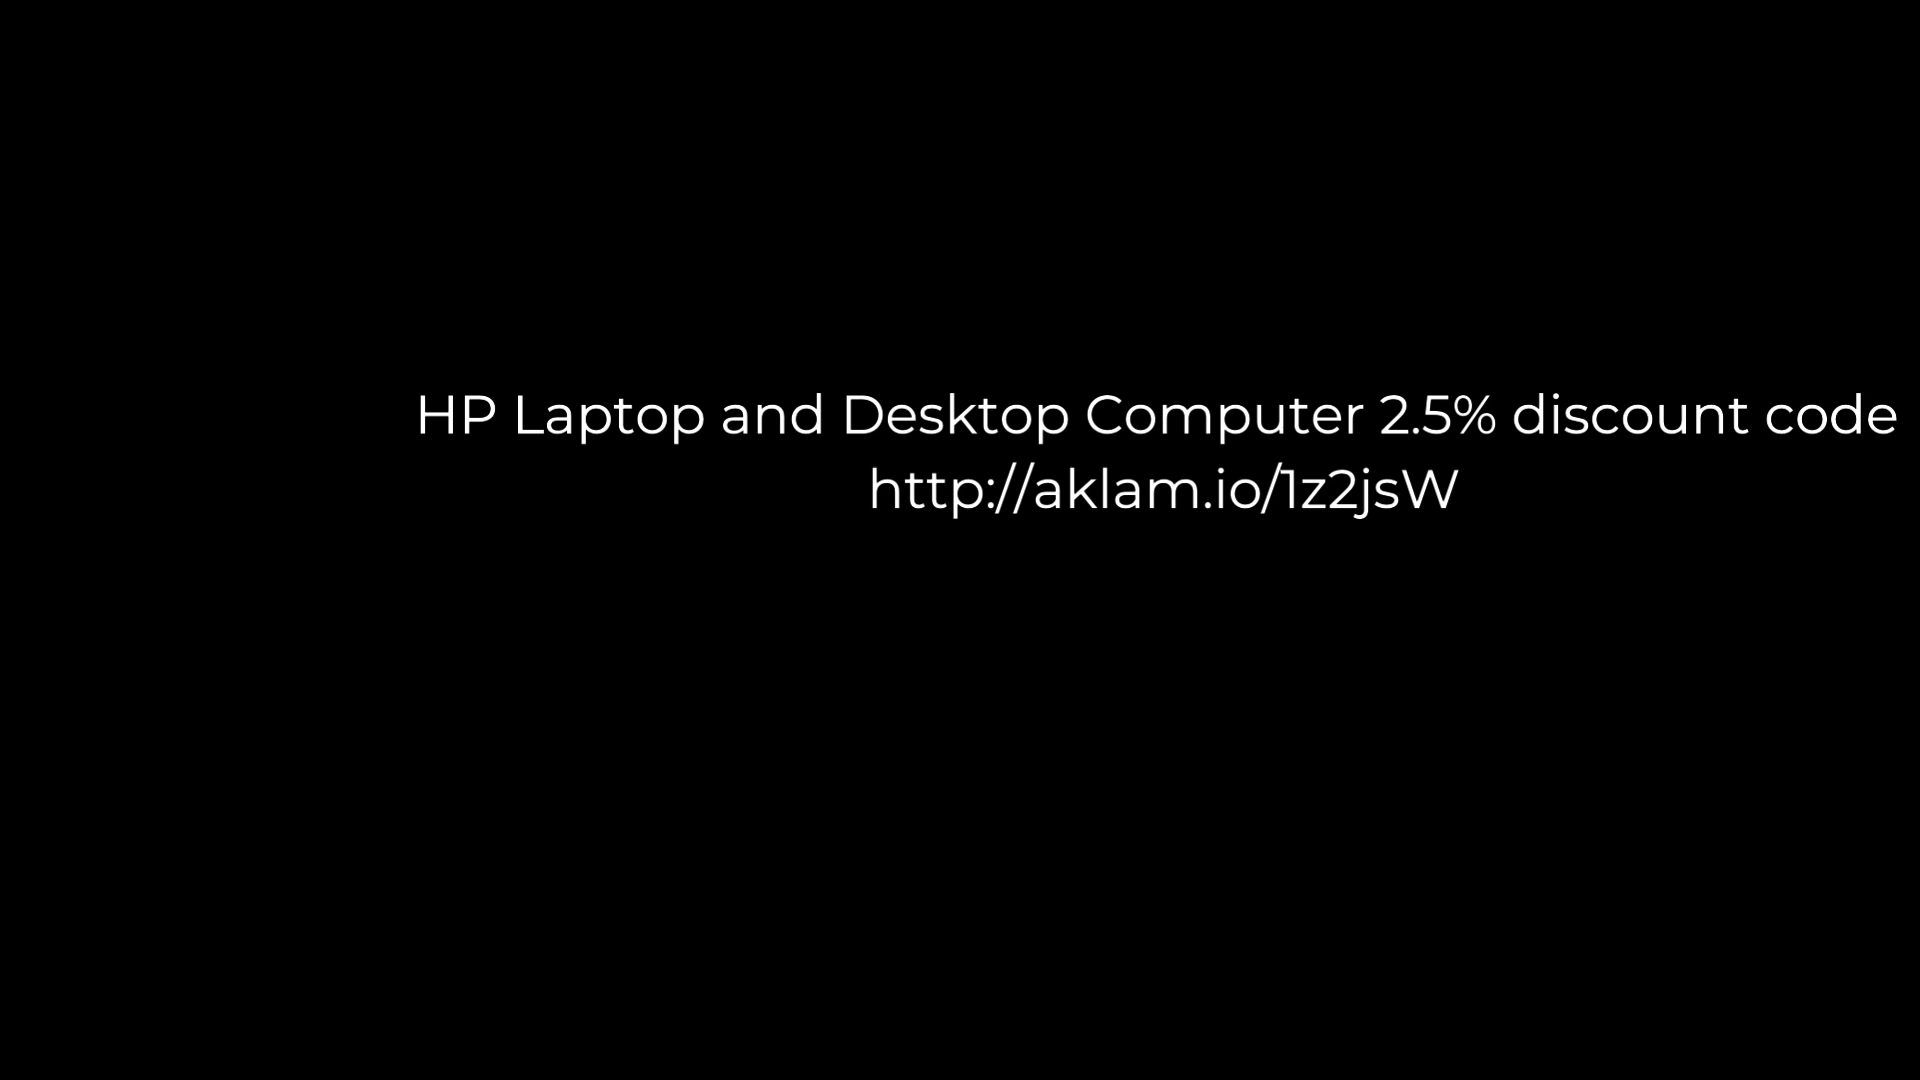 HP Laptop and Desktop Computer 2.5% discount code
http://aklam.io/1z2jsW